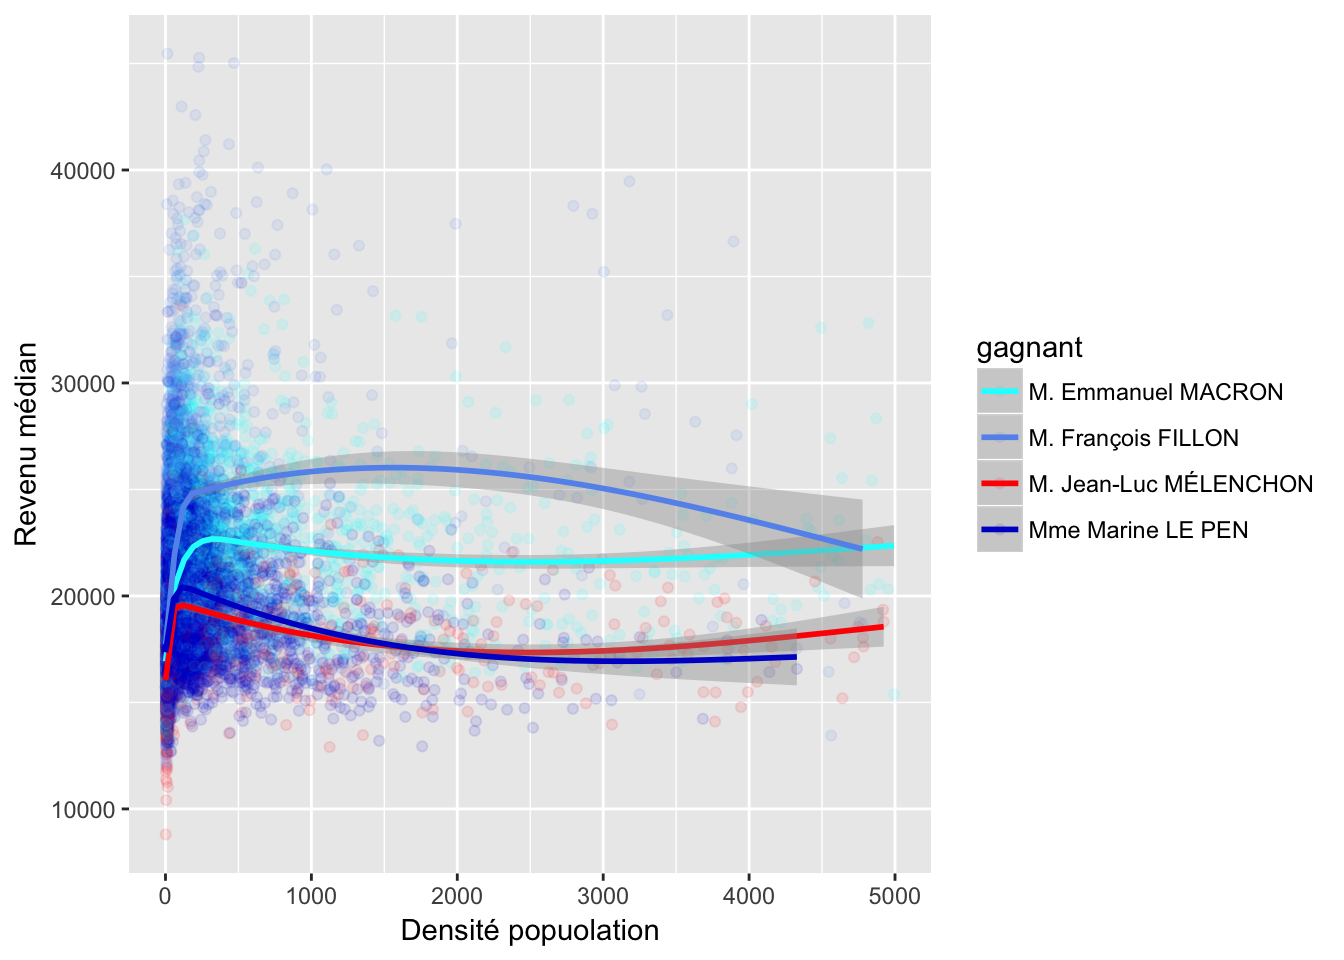 40000
30000
20000
10000
Revenu médian
0
1000
2000
3000
4000
5000
Densité popuolation
gagnant
M. Emmanuel MACRON
M. François FILLON
M. Jean-Luc MÉLENCHON
Mme Marine LE PEN